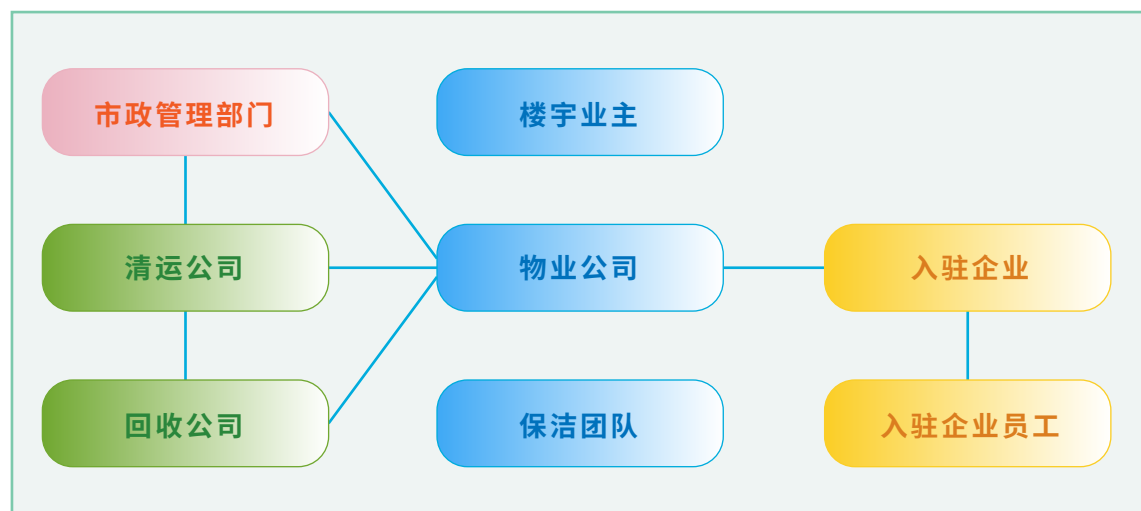 市政管理部门
楼宇业主
清运公司
物业公司
入驻企业
回收公司
保洁团队
入驻企业员工